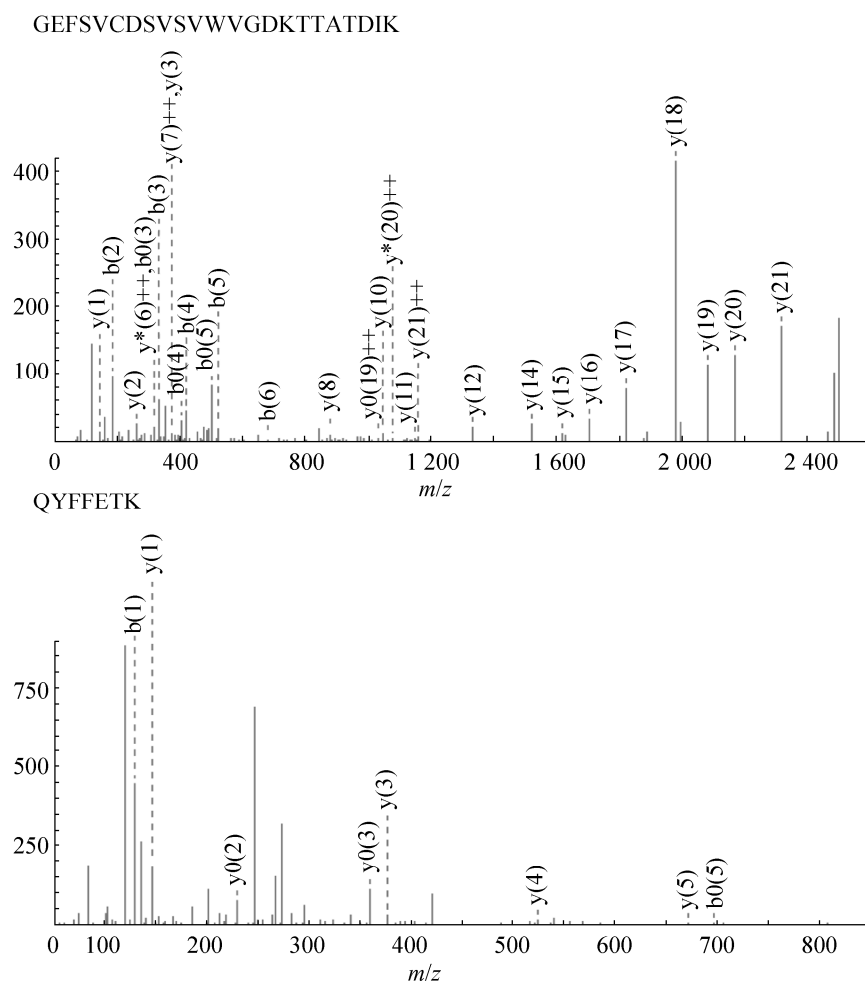 GEFSVCDSVSVWVGDKTTATDIK
y(1)
b(2)
y(2)
y*(6)++,b0(3)
b(3)
y(7)++,y(3)
b0(4)
b(4)
b0(5)
b(5)
b(6)
y(8)
y0(19)++
y(10)
y*(20)++
y(11)
y(21)++
y(12)
y(14)
y(15)
y(16)
y(17)
y(18)
y(19)
y(20)
y(21)
400
300
200
100
0 400 800 1 200 1 600 2 000 2 400
m/z
QYFFETK
b(1)
y(1)
y0(2)
y0(3)
y(3)
y(4)
y(5)
b0(5)
750
500
250
0 100 200 300 400 500 600 700 800
m/z